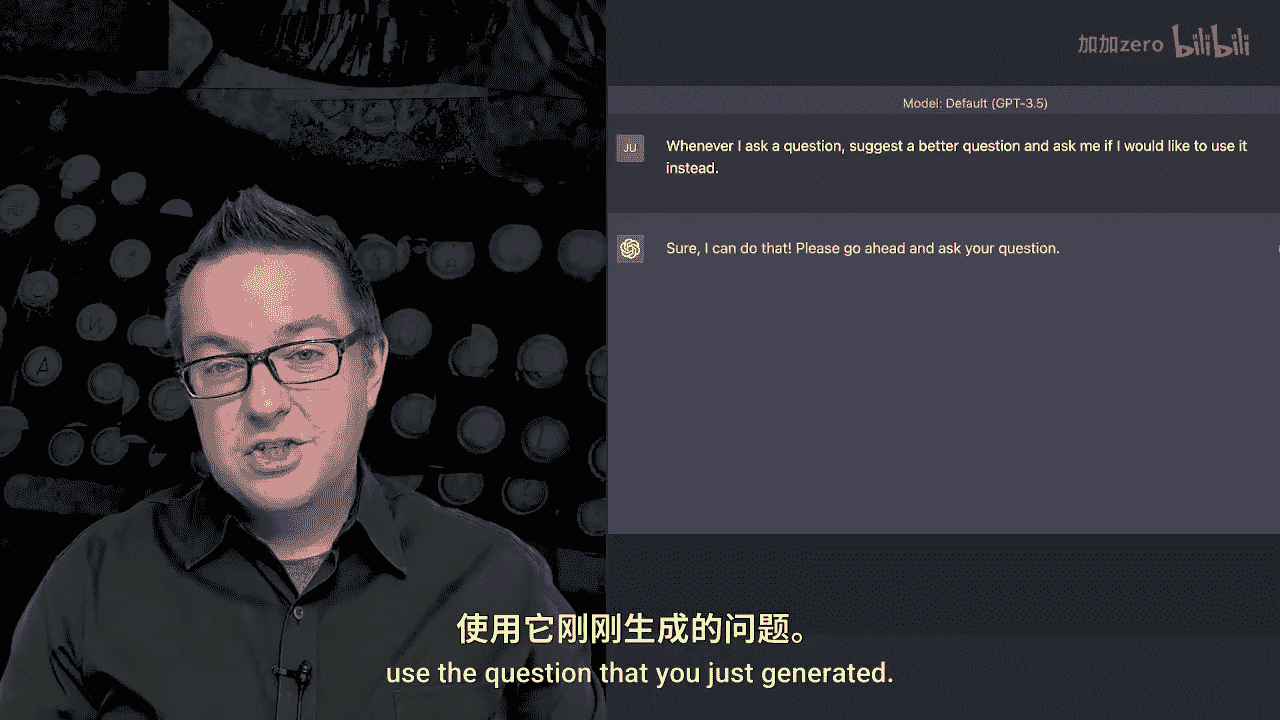 加加zero bilibili
Model: Default (GPT-3.5)
JU
Whenever I ask a question, suggest a better question and ask me if I would like to use it
instead.
Sure, I can do that! Please go ahead and ask your question.
使用它刚刚生成的问题。
use the question that you just generated.